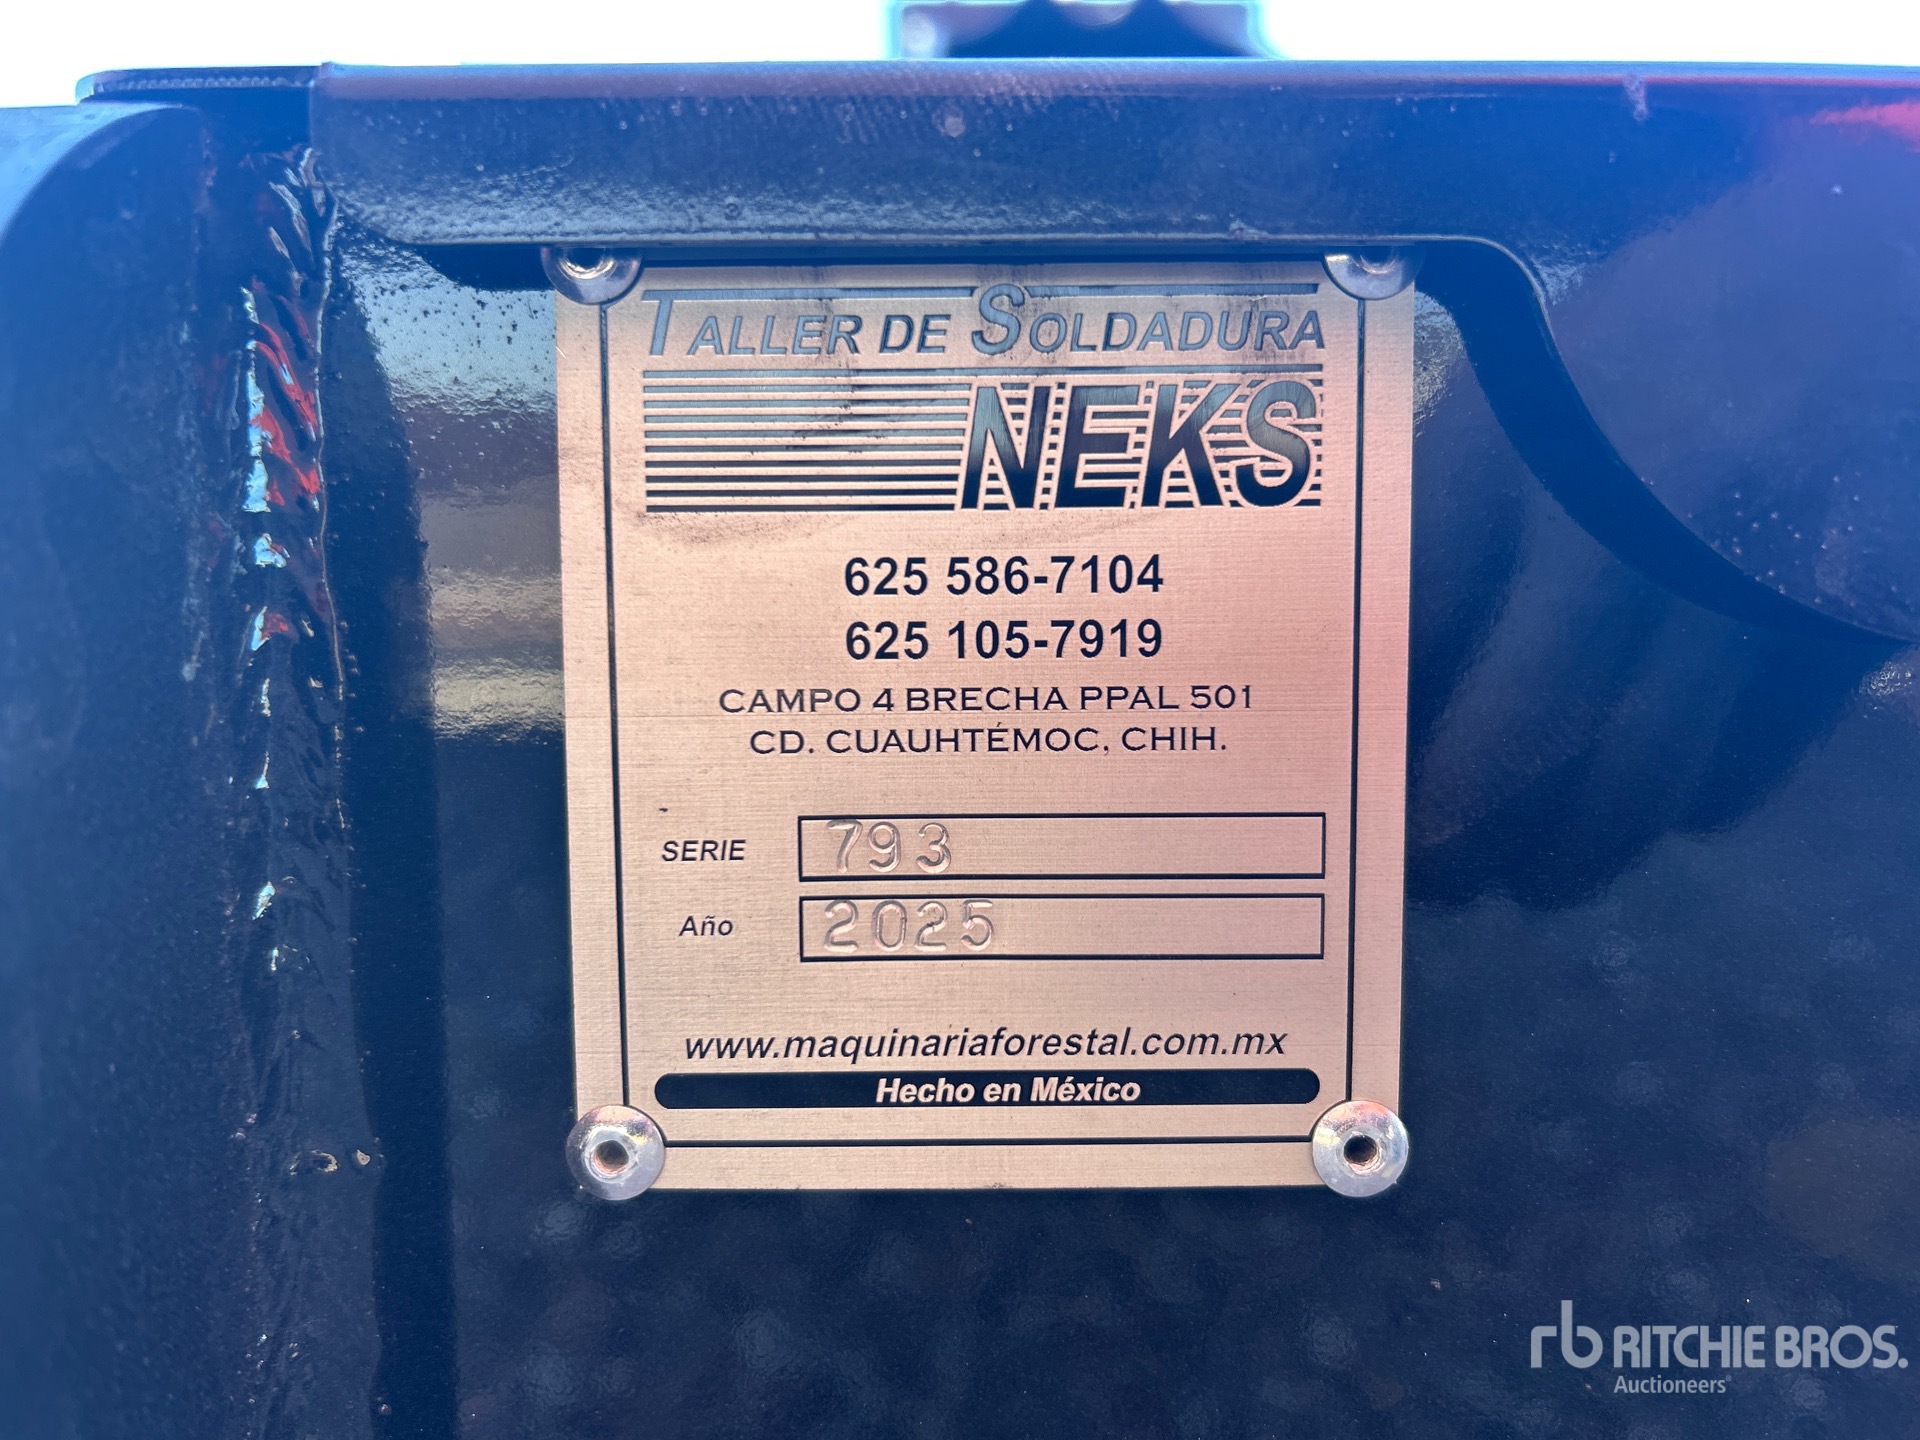 TALLER DE SOLDADURA
NEKS
625 586-7104
625 105-7919
CAMPO 4 BRECHA PPAL 501
CD. CUAUHTÉMOC, CHIH.
SERIE 793
Año 2025
www.maquinariaforestal.com.mx
Hecho en México
rb RITCHIE BROS.
Auctioneers